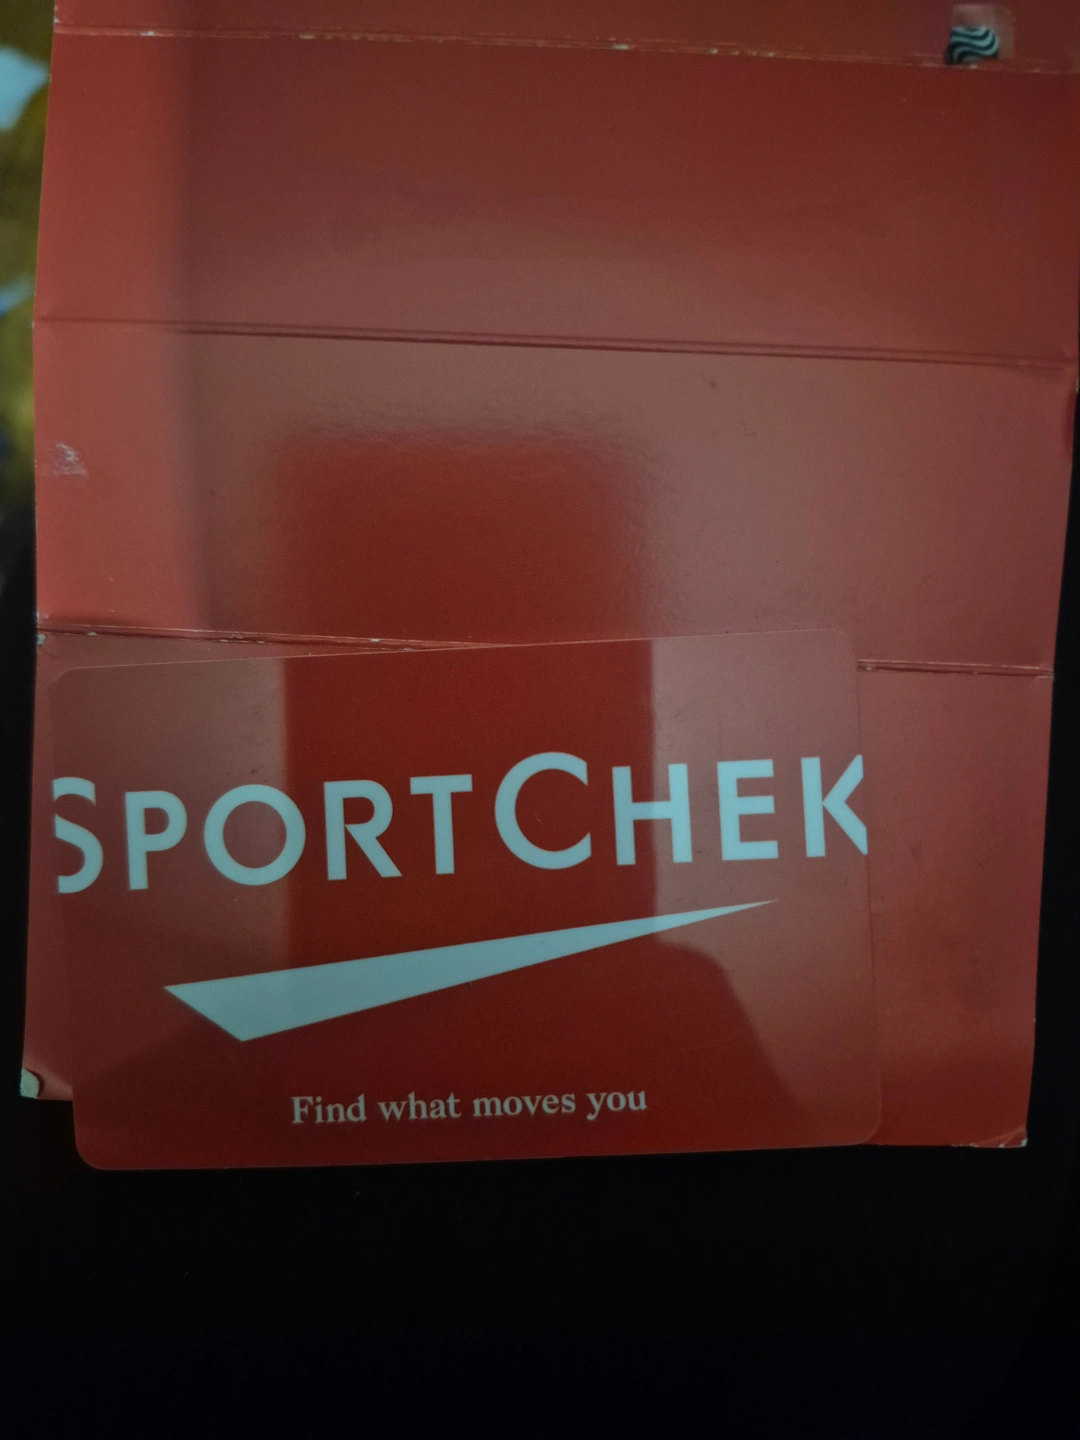 SPORTCHEK
Find what moves you